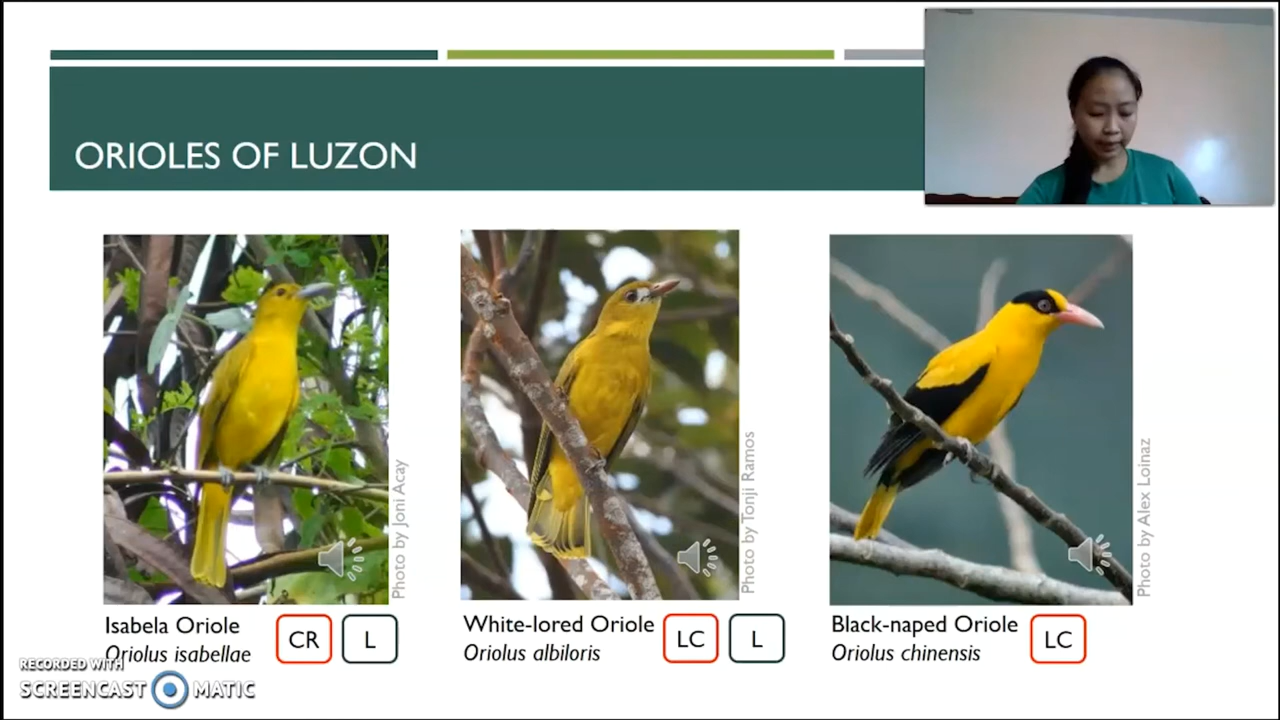 ORIOLES OF LUZON
Photo by Joni Acay
Photo by Tonji Ramos
Photo by Alex Loinaz
Isabela Oriole
Oriolus isabellae
CR
L
White-lored Oriole
Oriolus albiloris
LC
L
Black-naped Oriole
Oriolus chinensis
LC
RECORDED WITH
SCREENCAST MATIC